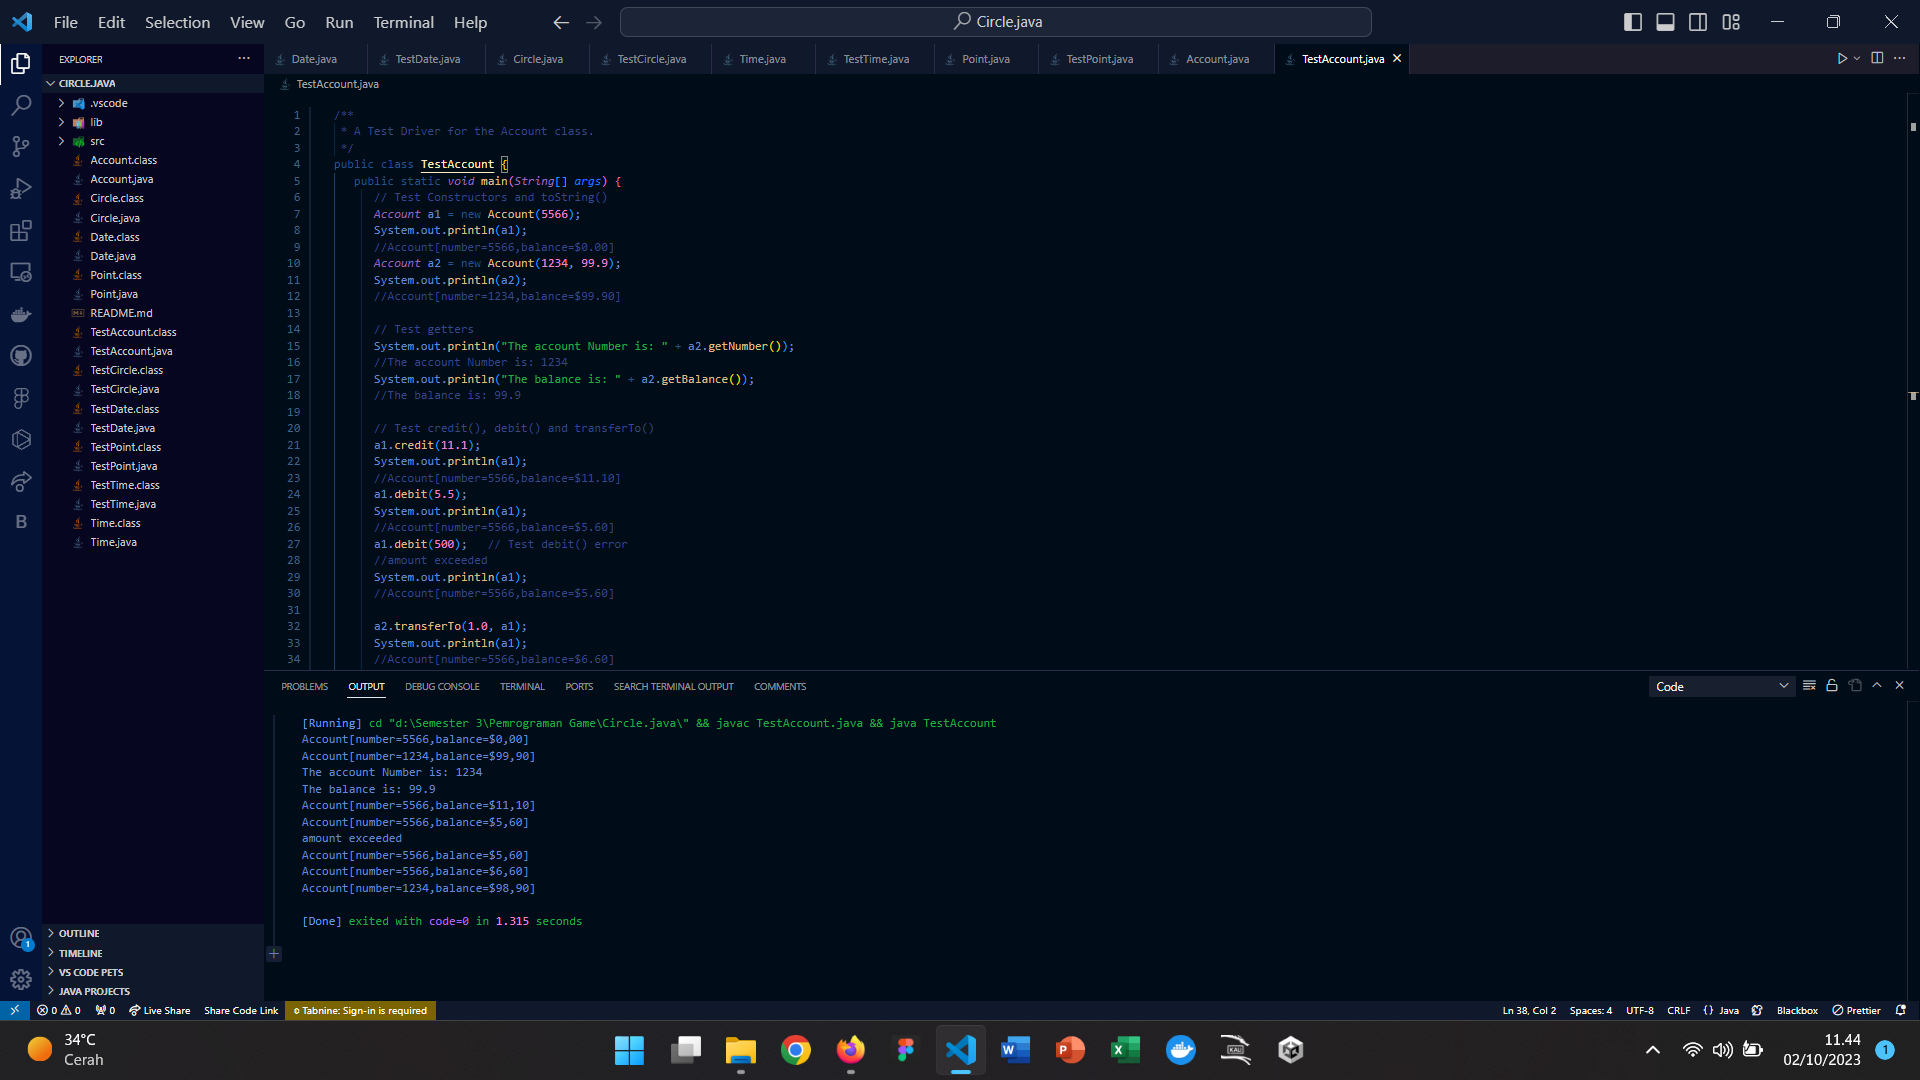 File Edit Selection View Go Run Terminal Help
Circle.java
EXPLORER
CIRCLE.JAVA
.vscode
lib
src
Account.class
Account.java
Circle.class
Circle.java
Date.class
Date.java
Point.class
Point.java
README.md
TestAccount.class
TestAccount.java
TestCircle.class
TestCircle.java
TestDate.class
TestDate.java
TestPoint.class
TestPoint.java
TestTime.class
TestTime.java
Time.class
Time.java
OUTLINE
TIMELINE
VS CODE PETS
JAVA PROJECTS
Date.java TestDate.java Circle.java TestCircle.java Time.java TestTime.java Point.java TestPoint.java Account.java TestAccount.java
TestAccount.java
1 /**
2 * A Test Driver for the Account class.
3 */
4 public class TestAccount {
5 public static void main(String[] args) {
6 // Test Constructors and toString()
7 Account a1 = new Account(5566);
8 System.out.println(a1);
9 //Account[number=5566,balance=$0.00]
10 Account a2 = new Account(1234, 99.9);
11 System.out.println(a2);
12 //Account[number=1234,balance=$99.90]
13
14 // Test getters
15 System.out.println("The account Number is: " + a2.getNumber());
16 //The account Number is: 1234
17 System.out.println("The balance is: " + a2.getBalance());
18 //The balance is: 99.9
19
20 // Test credit(), debit() and transferTo()
21 a1.credit(11.1);
22 System.out.println(a1);
23 //Account[number=5566,balance=$11.10]
24 a1.debit(5.5);
25 System.out.println(a1);
26 //Account[number=5566,balance=$5.60]
27 a1.debit(500); // Test debit() error
28 //amount exceeded
29 System.out.println(a1);
30 //Account[number=5566,balance=$5.60]
31
32 a2.transferTo(1.0, a1);
33 System.out.println(a1);
34 //Account[number=5566,balance=$6.60]
PROBLEMS OUTPUT DEBUG CONSOLE TERMINAL PORTS SEARCH TERMINAL OUTPUT COMMENTS
Code
[Running] cd "d:\Semester 3\Pemrograman Game\Circle.java\" && javac TestAccount.java && java TestAccount
Account[number=5566,balance=$0,00]
Account[number=1234,balance=$99,90]
The account Number is: 1234
The balance is: 99.9
Account[number=5566,balance=$11,10]
Account[number=5566,balance=$5,60]
amount exceeded
Account[number=5566,balance=$5,60]
Account[number=5566,balance=$6,60]
Account[number=1234,balance=$98,90]
[Done] exited with code=0 in 1.315 seconds
0 0 0 Live Share Share Code Link Tabnine: Sign-in is required
Ln 38, Col 2 Spaces: 4 UTF-8 CRLF {} Java Blackbox Prettier
34°C
Cerah
11.44
02/10/2023
1